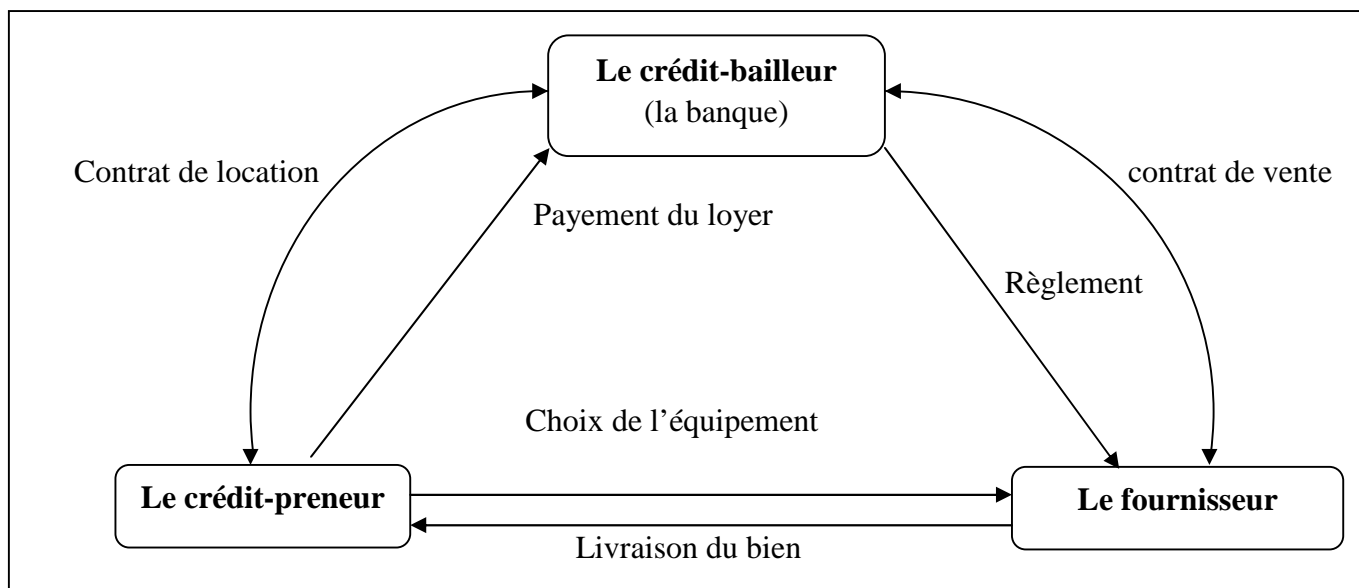 Le crédit-bailleur
(la banque)
Contrat de location
contrat de vente
Payement du loyer
Règlement
Choix de l’équipement
Le crédit-preneur
Le fournisseur
Livraison du bien